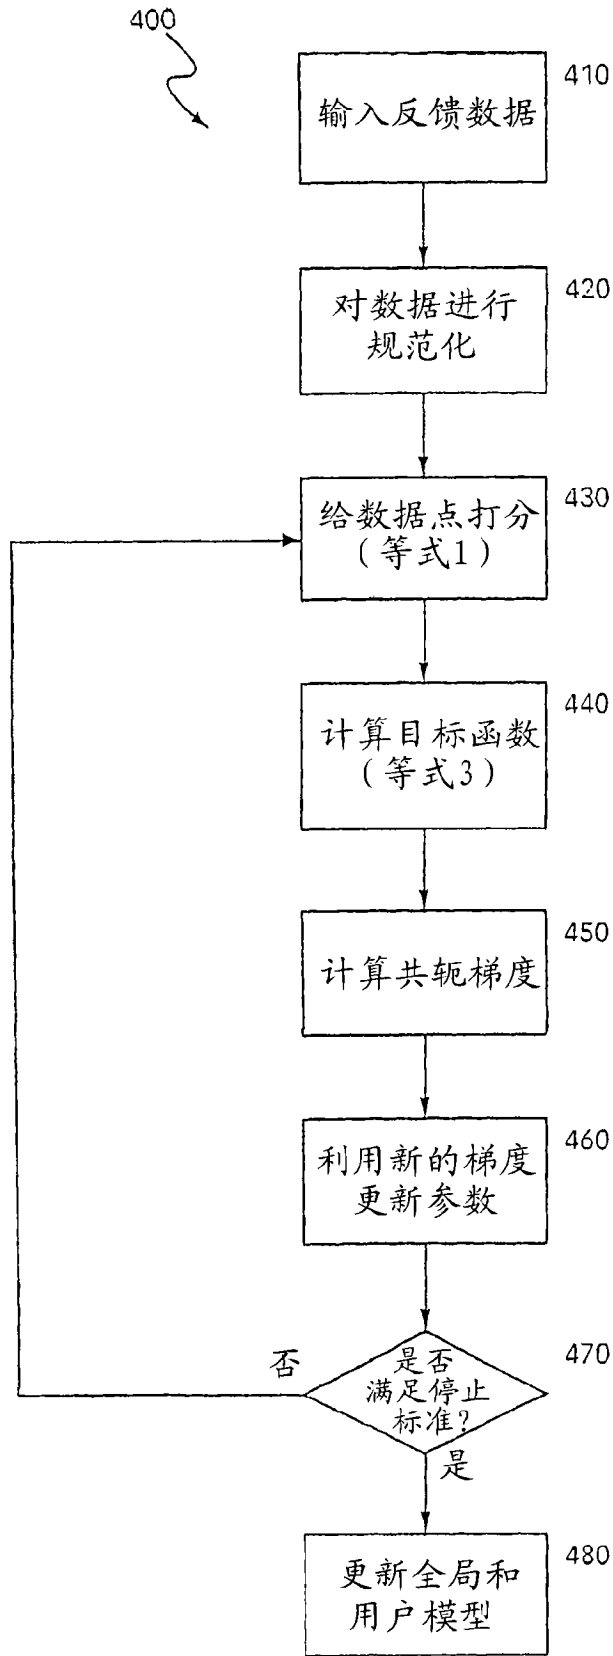 400
410
输入反馈数据
420
对数据进行
规范化
430
给数据点打分
(等式1)
440
计算目标函数
(等式3)
450
计算共轭梯度
460
利用新的梯度
更新参数
470
是否
满足停止
标准?
否
是
480
更新全局和
用户模型